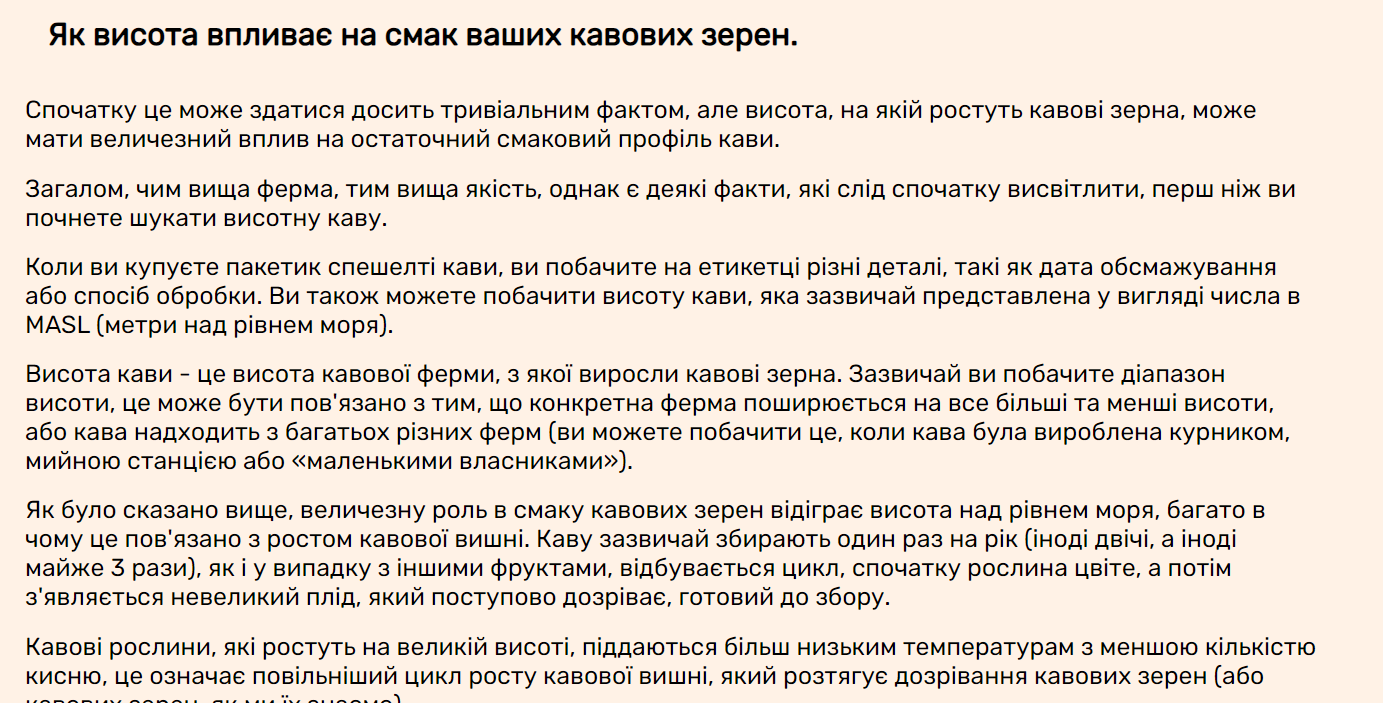 Як висота впливає на смак ваших кавових зерен.
Спочатку це може здатися досить тривіальним фактом, але висота, на якій ростуть кавові зерна, може
мати величезний вплив на остаточний смаковий профіль кави.
Загалом, чим вища ферма, тим вища якість, однак є деякі факти, які слід спочатку висвітлити, перш ніж ви
почнете шукати висотну каву.
Коли ви купуєте пакетик спешелті кави, ви побачите на етикетці різні деталі, такі як дата обсмажування
або спосіб обробки. Ви також можете побачити висоту кави, яка зазвичай представлена у вигляді числа в
MASL (метри над рівнем моря).
Висота кави - це висота кавової ферми, з якої виросли кавові зерна. Зазвичай ви побачите діапазон
висоти, це може бути пов'язано з тим, що конкретна ферма поширюється на все більші та менші висоти,
або кава надходить з багатьох різних ферм (ви можете побачити це, коли кава була вироблена курником,
мийною станцією або «маленькими власниками»).
Як було сказано вище, величезну роль в смаку кавових зерен відіграє висота над рівнем моря, багато в
чому це пов'язано з ростом кавової вишні. Каву зазвичай збирають один раз на рік (іноді двічі, а іноді
майже 3 рази), як і у випадку з іншими фруктами, відбувається цикл, спочатку рослина цвіте, а потім
з'являється невеликий плід, який поступово дозріває, готовий до збору.
Кавові рослини, які ростуть на великій висоті, піддаються більш низьким температурам з меншою кількістю
кисню, це означає повільніший цикл росту кавової вишні, який розтягує дозрівання кавових зерен (або
кавових зерен, як ми їх знаємо)